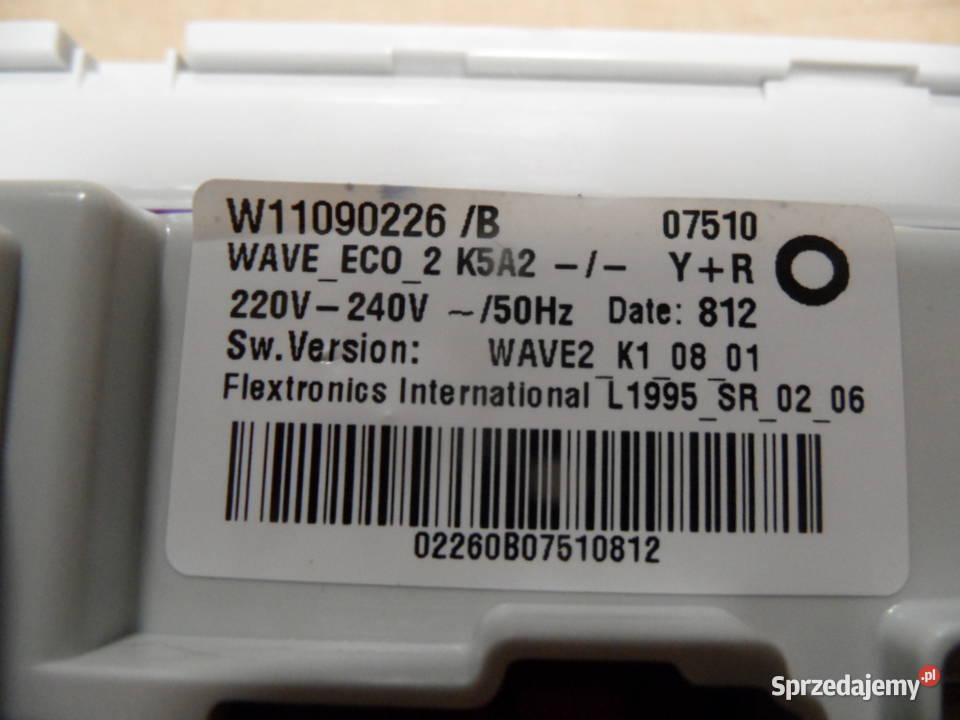 W11090226 /B 07510
WAVE_ECO_2 K5A2 -/- Y+R
220V-240V ~/50Hz Date: 812
Sw.Version: WAVE2_K1_08_01
Flextronics International L1995_SR_02_06
02260B07510812
Sprzedajemy.pl